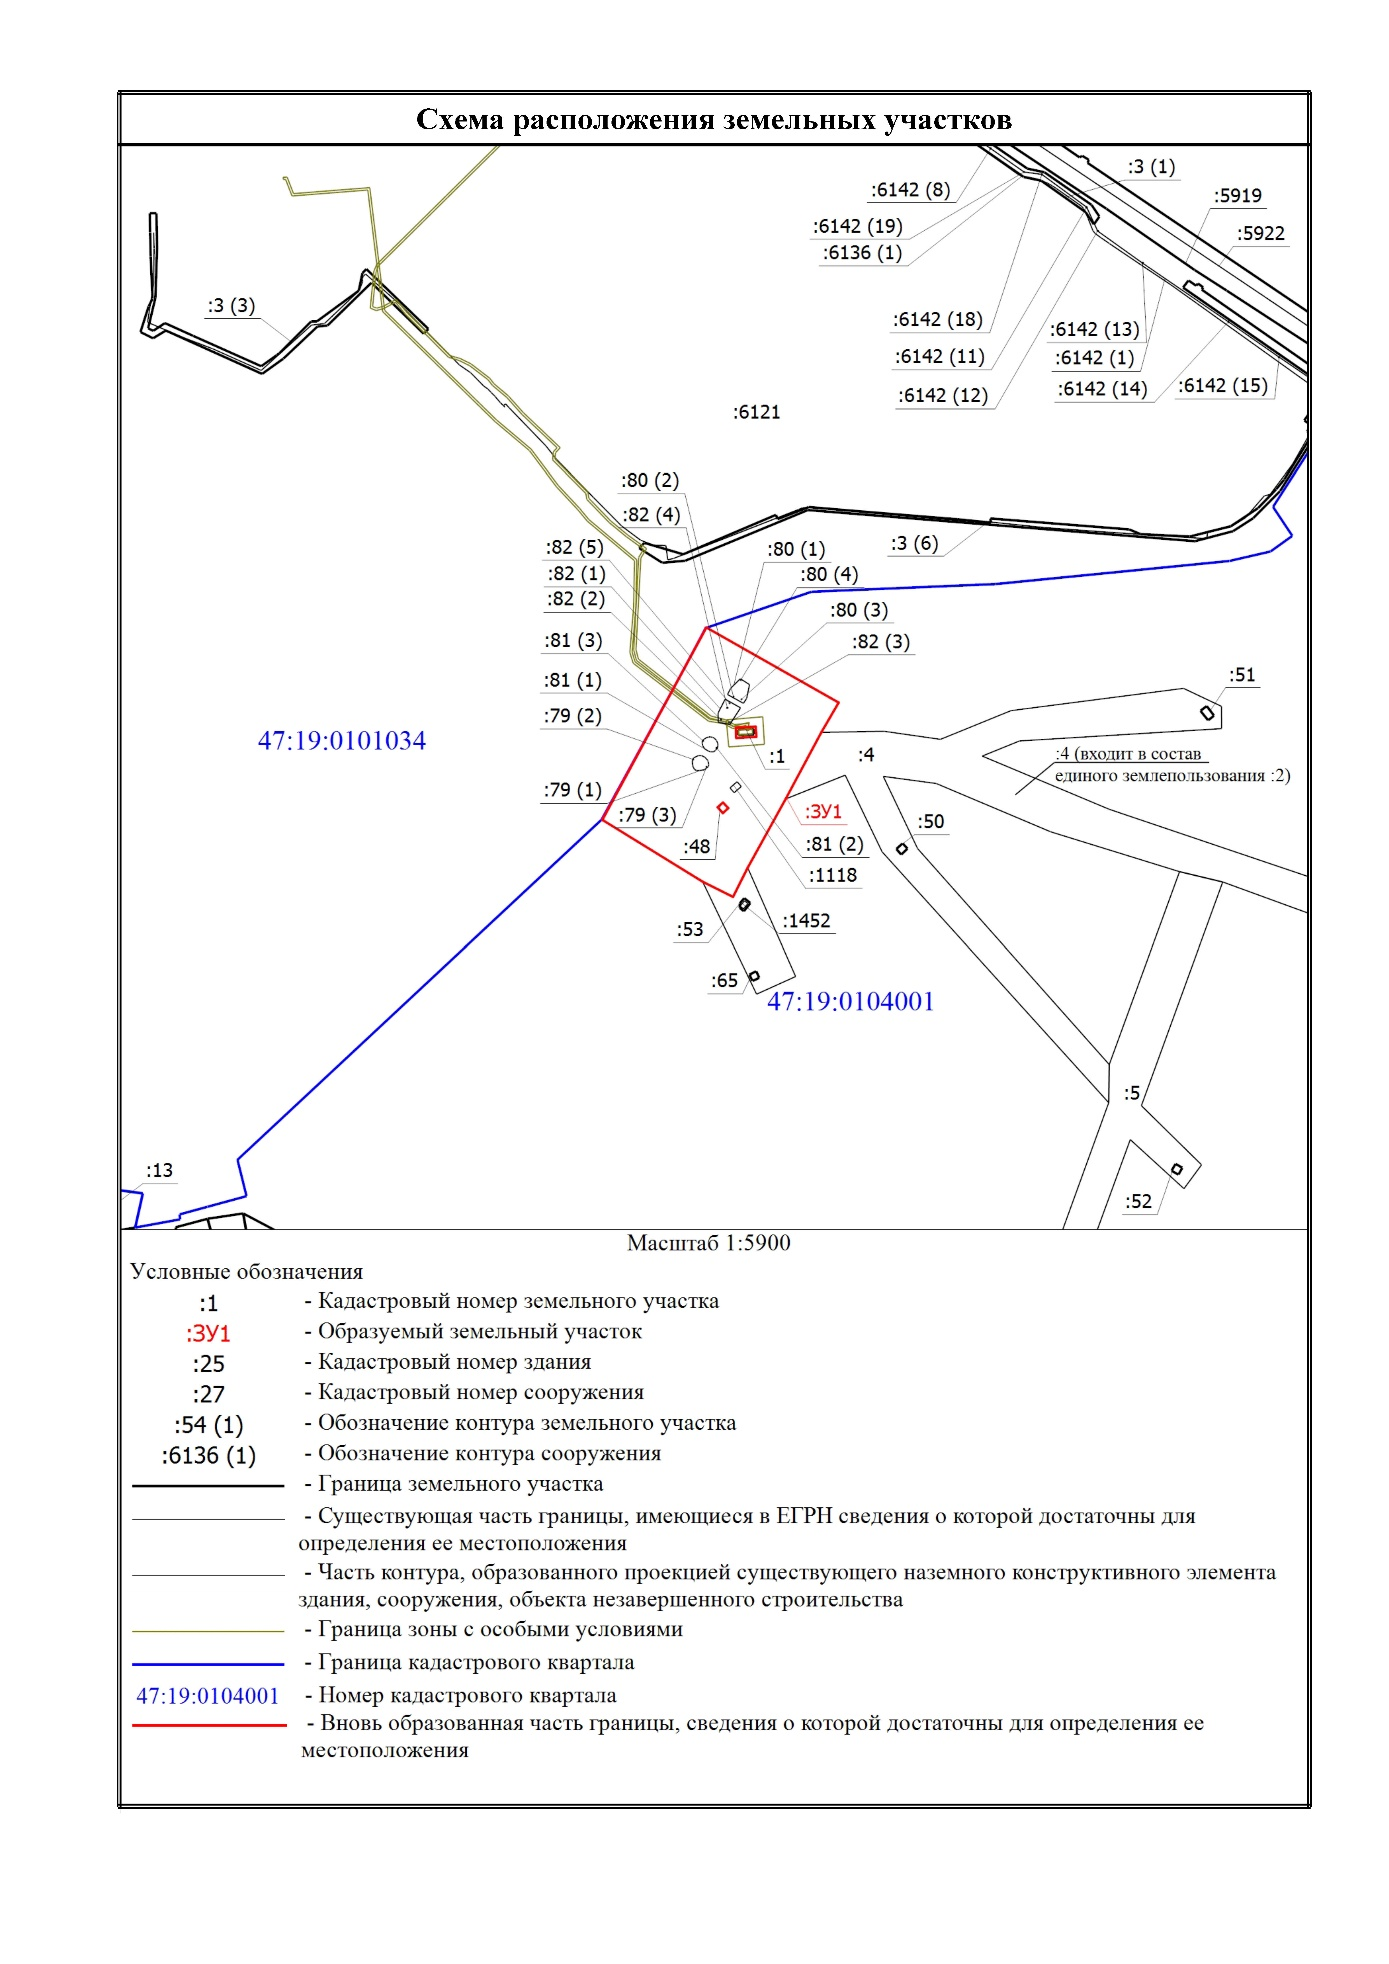 Схема расположения земельных участков
:3 (1)
:6142 (8)
:5919
:6142 (19)
:5922
:6136 (1)
:3 (3)
:6142 (18)
:6142 (13)
:6142 (11)
:6142 (1)
:6142 (12)
:6142 (14)
:6142 (15)
:6121
:80 (2)
:82 (4)
:82 (5)
:80 (1)
:3 (6)
:82 (1)
:80 (4)
:82 (2)
:80 (3)
:81 (3)
:82 (3)
:81 (1)
:51
:79 (2)
47:19:0101034
:1
:4
:4 (входит в состав
единого землепользования :2)
:79 (1)
:79 (3)
:ЗУ1
:50
:48
:81 (2)
:1118
:53
:1452
:65
47:19:0104001
:5
:13
:52
Масштаб 1:5900
Условные обозначения
:1 - Кадастровый номер земельного участка
:ЗУ1 - Образуемый земельный участок
:25 - Кадастровый номер здания
:27 - Кадастровый номер сооружения
:54 (1) - Обозначение контура земельного участка
:6136 (1) - Обозначение контура сооружения
- Граница земельного участка
- Существующая часть границы, имеющиеся в ЕГРН сведения о которой достаточны для
определения ее местоположения
- Часть контура, образованного проекцией существующего наземного конструктивного элемента
здания, сооружения, объекта незавершенного строительства
- Граница зоны с особыми условиями
- Граница кадастрового квартала
47:19:0104001 - Номер кадастрового квартала
- Вновь образованная часть границы, сведения о которой достаточны для определения ее
местоположения